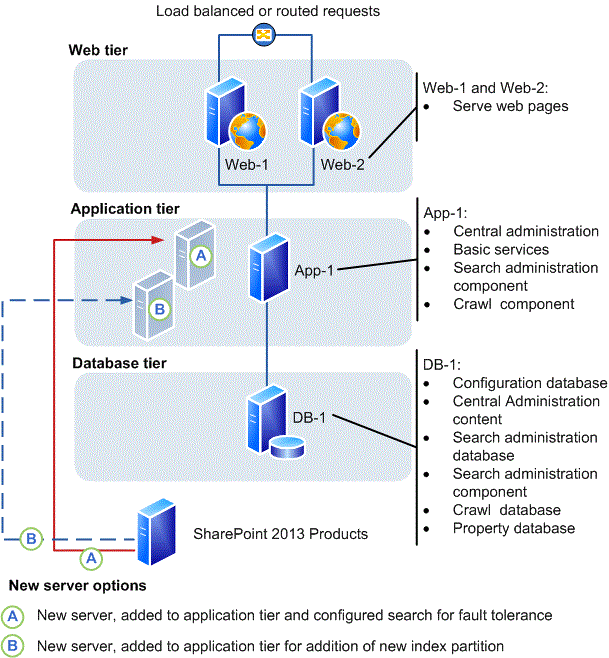 Load balanced or routed requests
Web tier
Web-1
Web-2
Web-1 and Web-2:
• Serve web pages
Application tier
A
B
App-1
App-1:
• Central administration
• Basic services
• Search administration
component
• Crawl component
Database tier
DB-1
DB-1:
• Configuration database
• Central Administration
content
• Search administration
database
• Search administration
component
• Crawl database
• Property database
SharePoint 2013 Products
B
A
New server options
A New server, added to application tier and configured search for fault tolerance
B New server, added to application tier for addition of new index partition